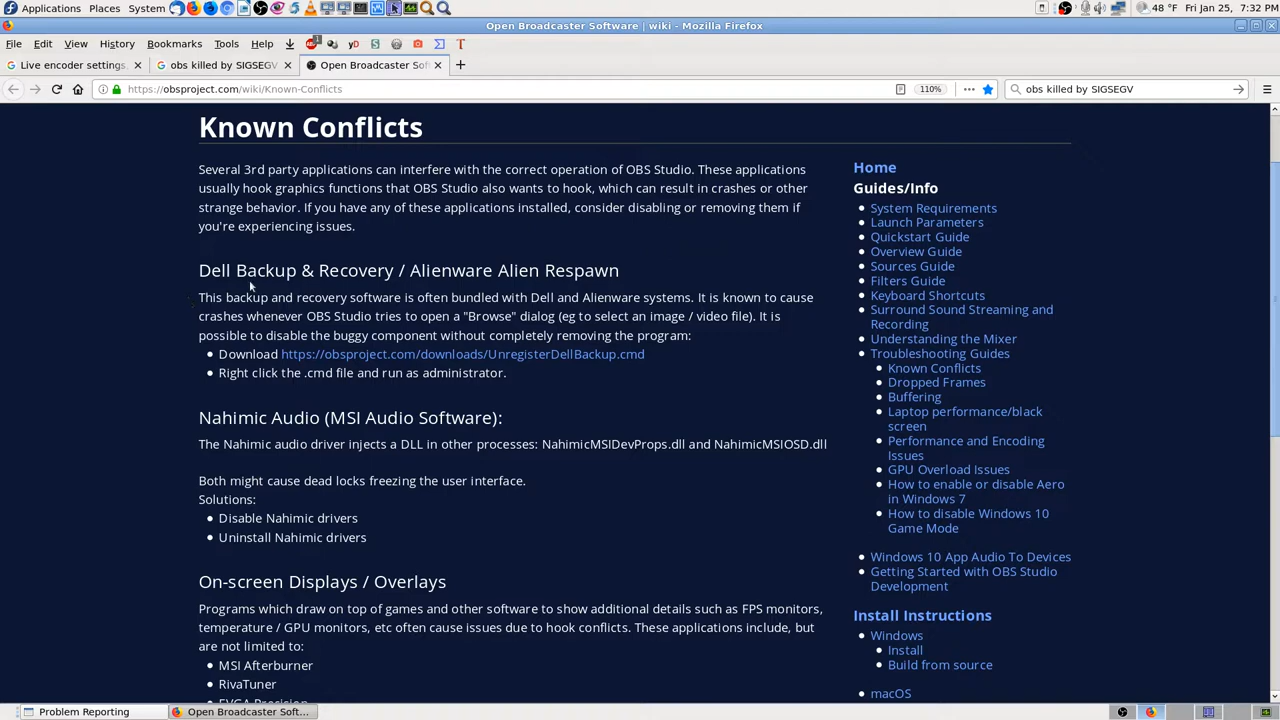 Applications Places System 48 °F Fri Jan 25, 7:32 PM
Open Broadcaster Software | wiki - Mozilla Firefox
File Edit View History Bookmarks Tools Help
Live encoder settings, obs killed by SIGSEGV Open Broadcaster Soft
https://obsproject.com/wiki/Known-Conflicts 110% obs killed by SIGSEGV
Known Conflicts
Several 3rd party applications can interfere with the correct operation of OBS Studio. These applications
usually hook graphics functions that OBS Studio also wants to hook, which can result in crashes or other
strange behavior. If you have any of these applications installed, consider disabling or removing them if
you're experiencing issues.
Dell Backup & Recovery / Alienware Alien Respawn
This backup and recovery software is often bundled with Dell and Alienware systems. It is known to cause
crashes whenever OBS Studio tries to open a "Browse" dialog (eg to select an image / video file). It is
possible to disable the buggy component without completely removing the program:
Download https://obsproject.com/downloads/UnregisterDellBackup.cmd
Right click the .cmd file and run as administrator.
Nahimic Audio (MSI Audio Software):
The Nahimic audio driver injects a DLL in other processes: NahimicMSIDevProps.dll and NahimicMSIOSD.dll
Both might cause dead locks freezing the user interface.
Solutions:
Disable Nahimic drivers
Uninstall Nahimic drivers
On-screen Displays / Overlays
Programs which draw on top of games and other software to show additional details such as FPS monitors,
temperature / GPU monitors, etc often cause issues due to hook conflicts. These applications include, but
are not limited to:
MSI Afterburner
RivaTuner
EVGA Precision
Home
Guides/Info
System Requirements
Launch Parameters
Quickstart Guide
Overview Guide
Sources Guide
Filters Guide
Keyboard Shortcuts
Surround Sound Streaming and
Recording
Understanding the Mixer
Troubleshooting Guides
Known Conflicts
Dropped Frames
Buffering
Laptop performance/black
screen
Performance and Encoding
Issues
GPU Overload Issues
How to enable or disable Aero
in Windows 7
How to disable Windows 10
Game Mode
Windows 10 App Audio To Devices
Getting Started with OBS Studio
Development
Install Instructions
Windows
Install
Build from source
macOS
Problem Reporting Open Broadcaster Soft...